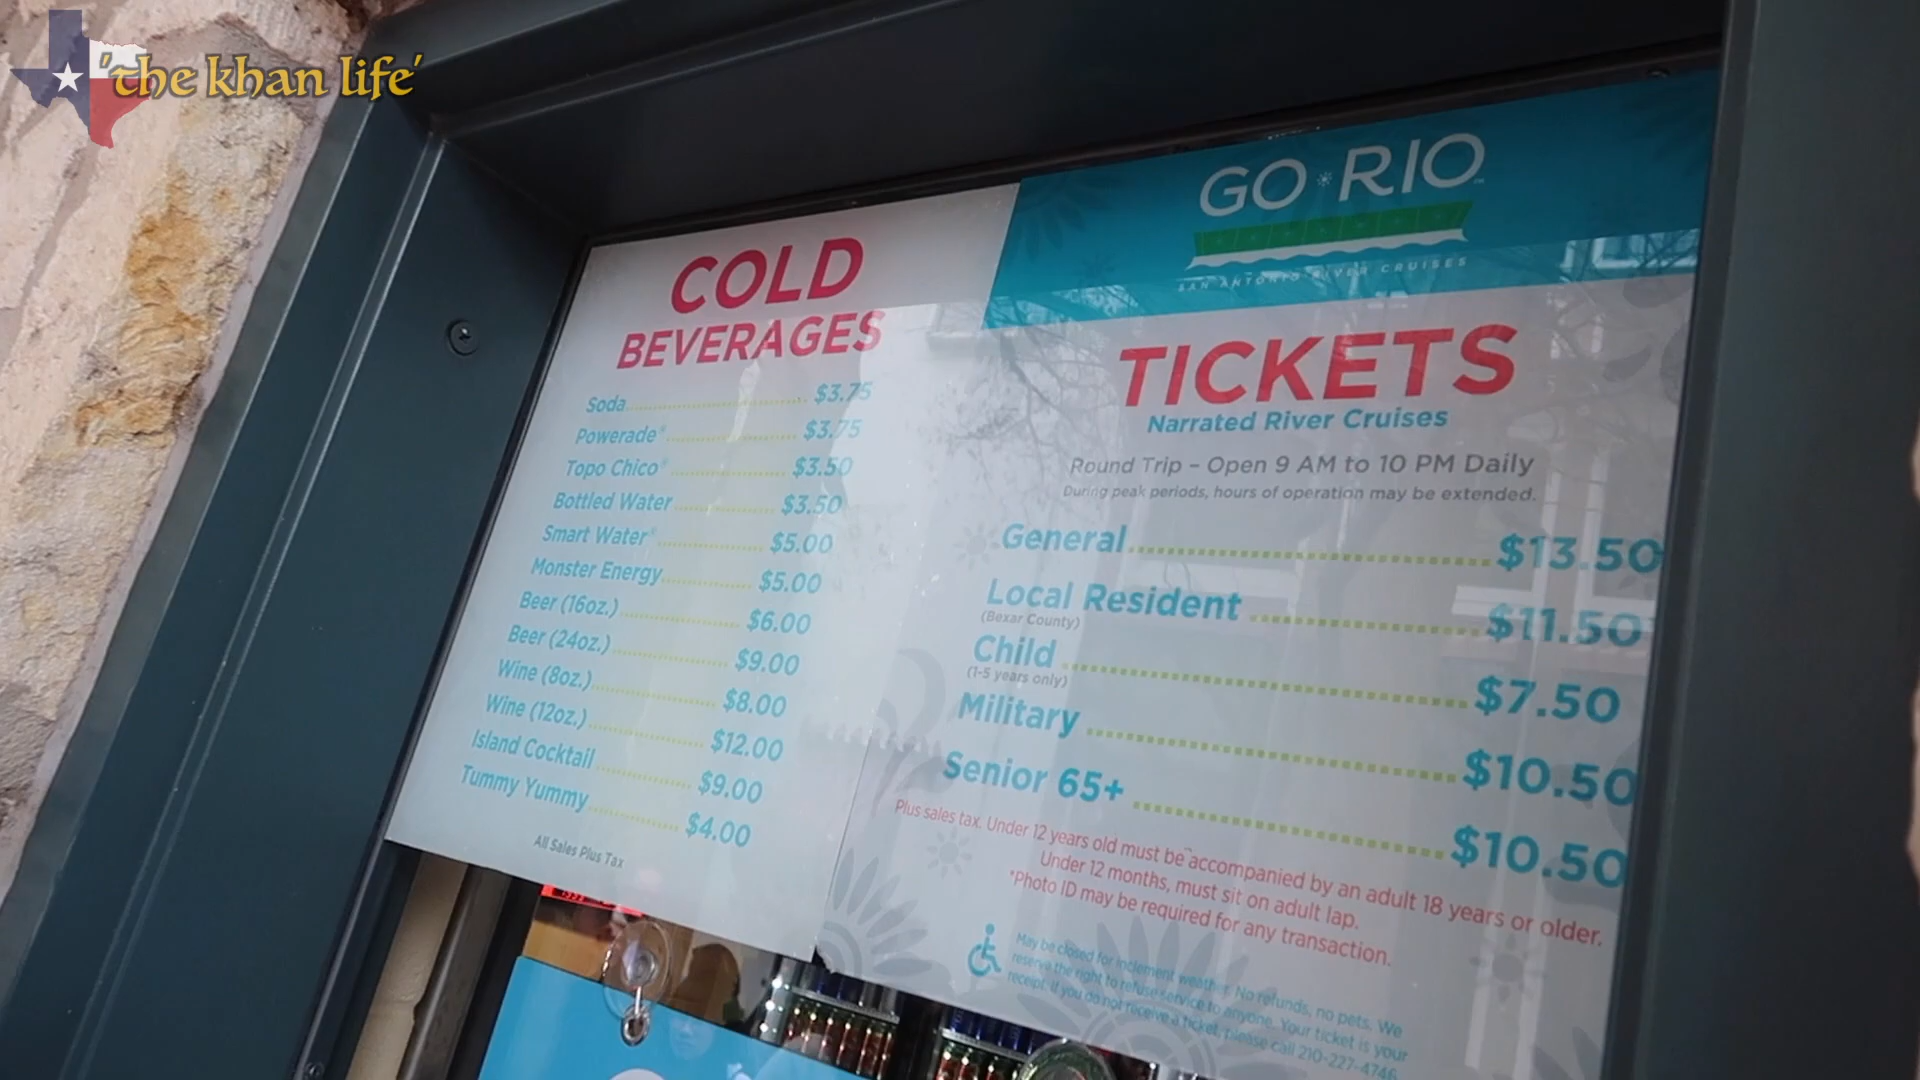 'the khan life'
COLD
BEVERAGES
Soda $3.75
Powerade® $3.75
Topo Chico® $3.50
Bottled Water $3.50
Smart Water® $5.00
Monster Energy $5.00
Beer (16oz.) $6.00
Beer (24oz.) $9.00
Wine (8oz.) $8.00
Wine (12oz.) $12.00
Island Cocktail $9.00
Tummy Yummy $4.00
All Sales Plus Tax
GO RIO
SAN ANTONIO RIVER CRUISES
TICKETS
Narrated River Cruises
Round Trip – Open 9 AM to 10 PM Daily
During peak periods, hours of operation may be extended.
General $13.50
Local Resident $11.50
(Bexar County)
Child $7.50
(1-5 years only)
Military $10.50
Senior 65+ $10.50
Plus sales tax. Under 12 years old must be accompanied by an adult 18 years or older.
Under 12 months, must sit on adult lap.
*Photo ID may be required for any transaction.
May be closed for inclement weather. No refunds, no pets. We
reserve the right to refuse service to anyone. Your ticket is your
receipt. If you do not receive a ticket, please call 210-227-4746